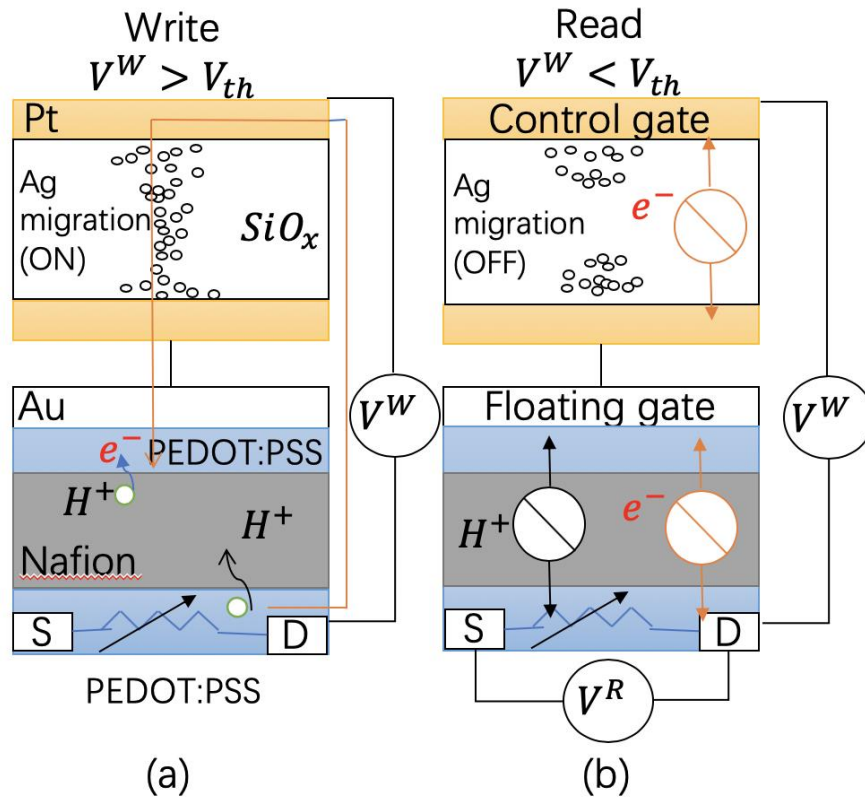 Write
V^W > V_th
Pt
Ag
migration
(ON)
SiO_x
Au
e^-
PEDOT:PSS
H^+
H^+
Nafion
S
D
V^W
PEDOT:PSS
(a)
Read
V^W < V_th
Control gate
Ag
migration
(OFF)
e^-
Floating gate
H^+
e^-
S
D
V^W
V^R
(b)